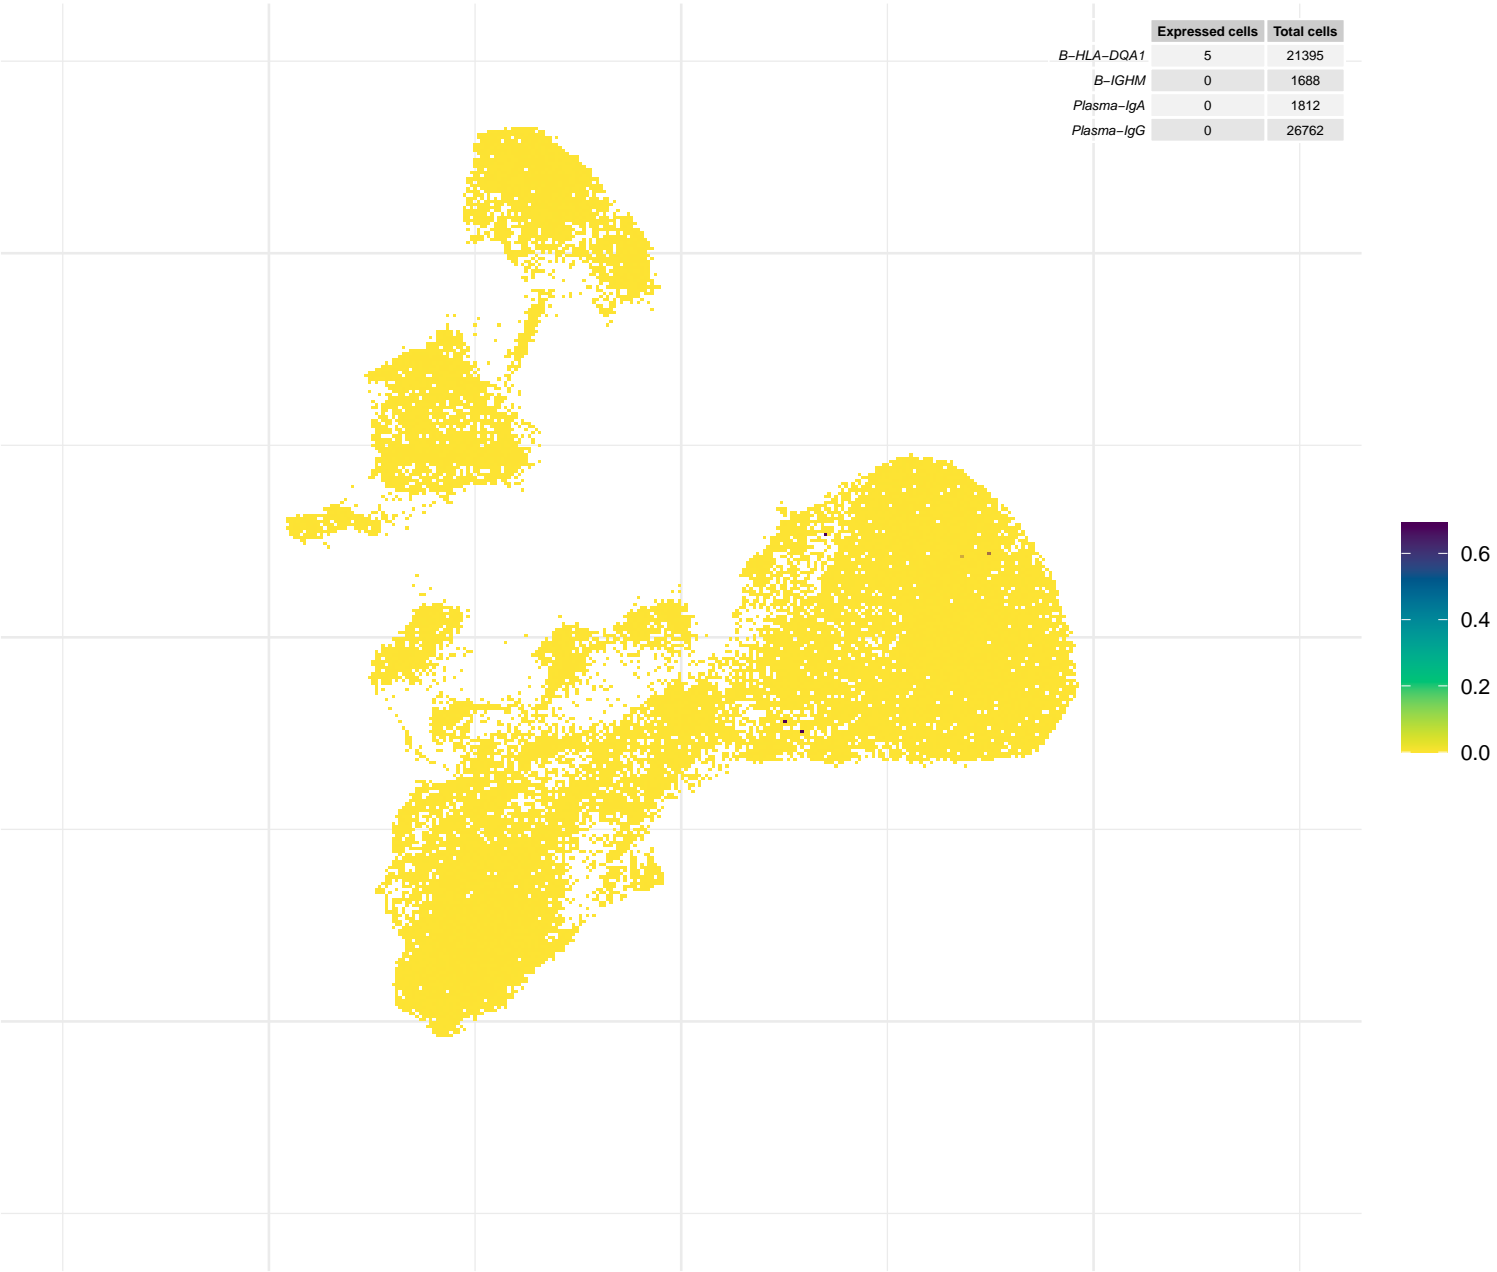 Expressed cells Total cells
B−HLA−DQA1 5 21395
B−IGHM 0 1688
Plasma−IgA 0 1812
Plasma−IgG 0 26762
0.6
0.4
0.2
0.0